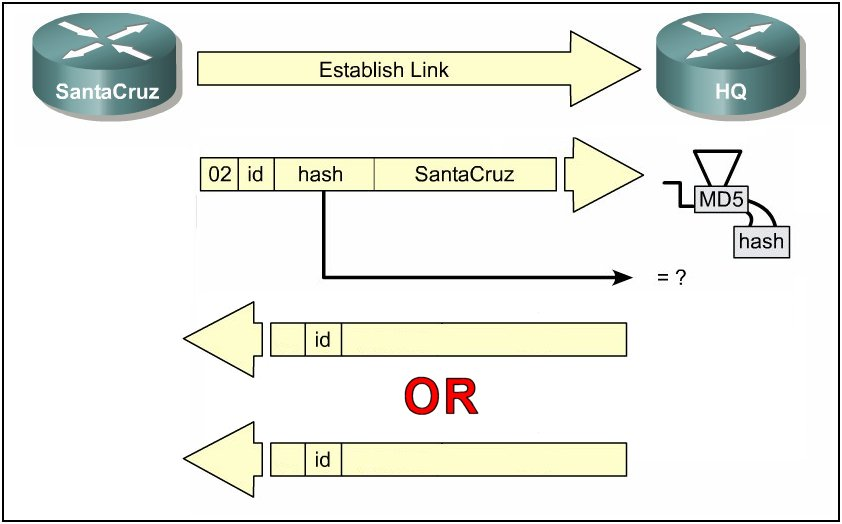 SantaCruz
Establish Link
HQ
02 id hash SantaCruz
MD5
hash
= ?
id
OR
id